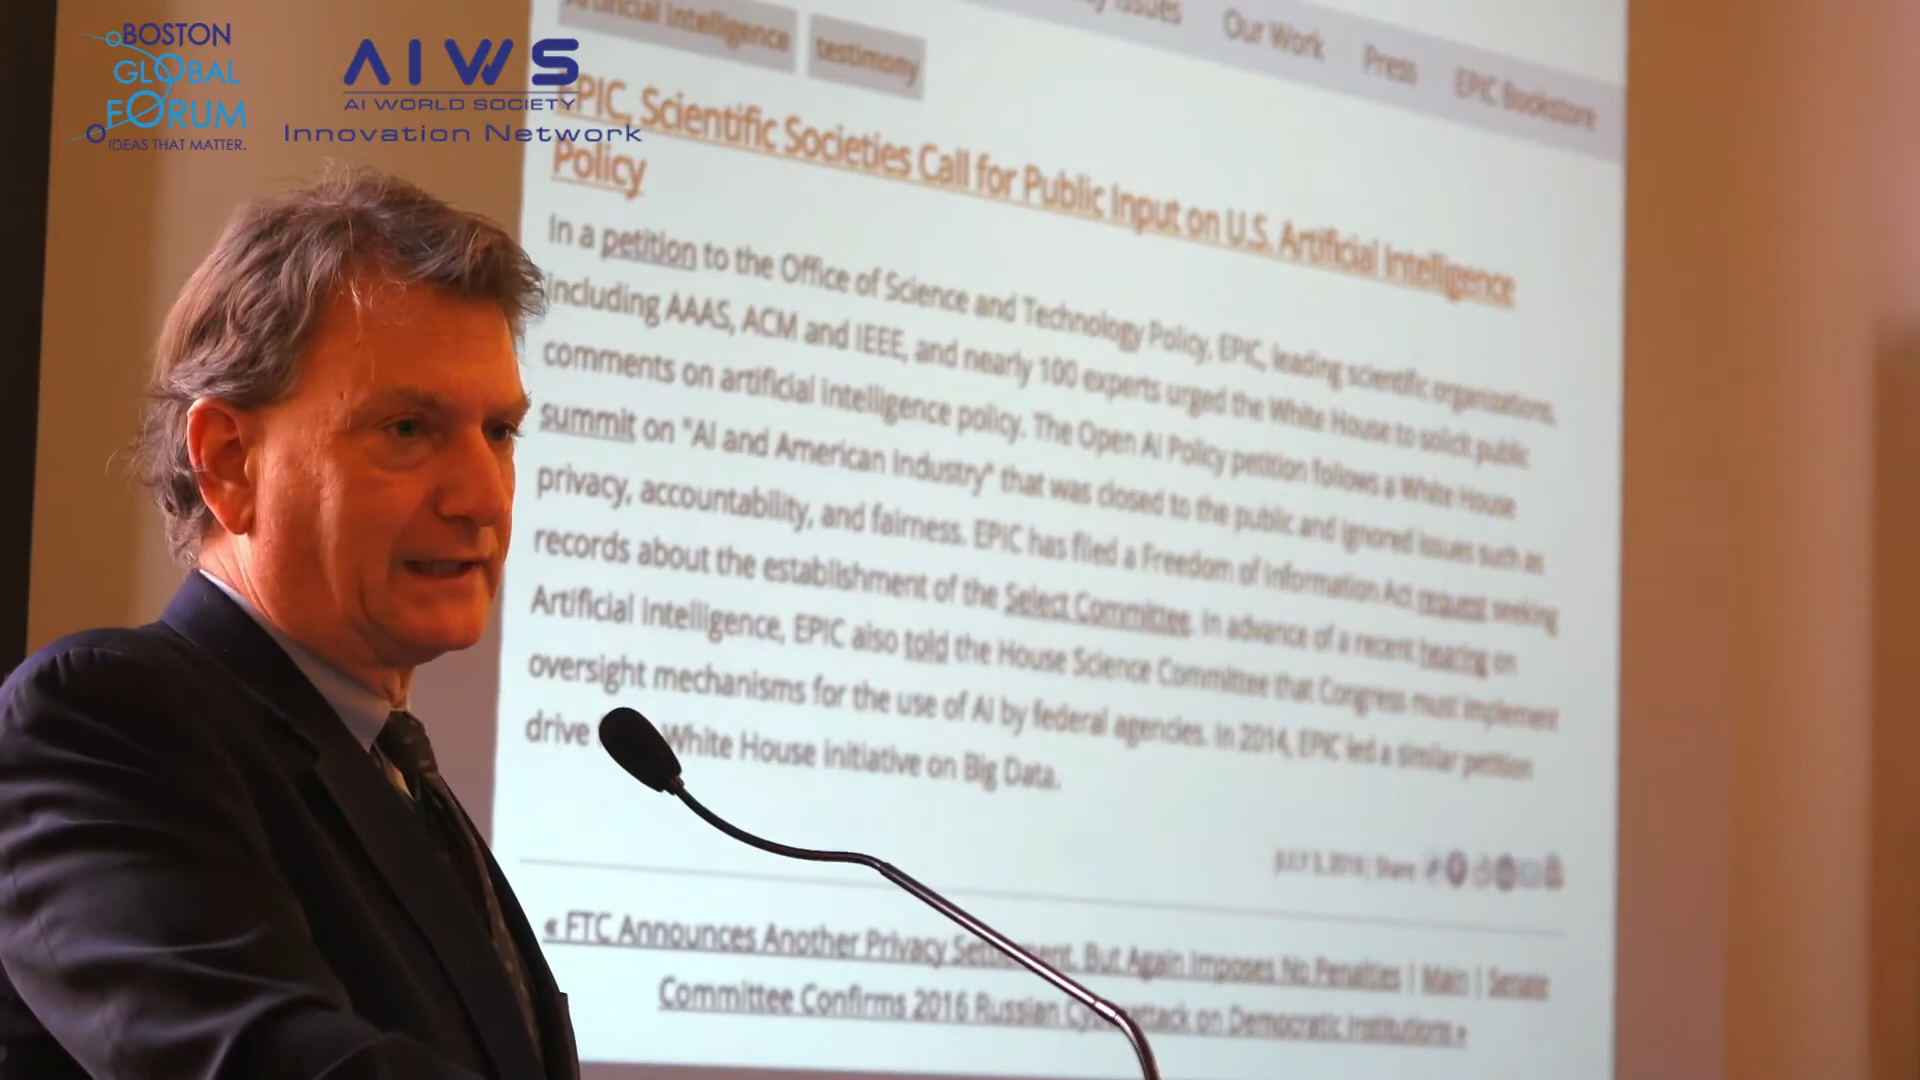 BOSTON
GLOBAL
FORUM
IDEAS THAT MATTER.
AIWS
AI WORLD SOCIETY
Innovation Network
Issues Our Work Press EPIC Bookstore
Artificial Intelligence testimony
EPIC, Scientific Societies Call for Public Input on U.S. Artificial Intelligence
Policy
In a petition to the Office of Science and Technology Policy, EPIC, leading scientific organizations,
including AAAS, ACM and IEEE, and nearly 100 experts urged the White House to solicit public
comments on artificial intelligence policy. The Open AI Policy petition follows a White House
summit on "AI and American Industry" that was closed to the public and ignored issues such as
privacy, accountability, and fairness. EPIC has filed a Freedom of Information Act request seeking
records about the establishment of the Select Committee. In advance of a recent hearing on
Artificial Intelligence, EPIC also told the House Science Committee that Congress must implement
oversight mechanisms for the use of AI by federal agencies. In 2014, EPIC led a similar petition
drive White House initiative on Big Data.
Share:
« FTC Announces Another Privacy Settlement, But Again Imposes No Penalties | Main | Senate
Committee Confirms 2016 Russian Cyberattack on Democratic Institutions »